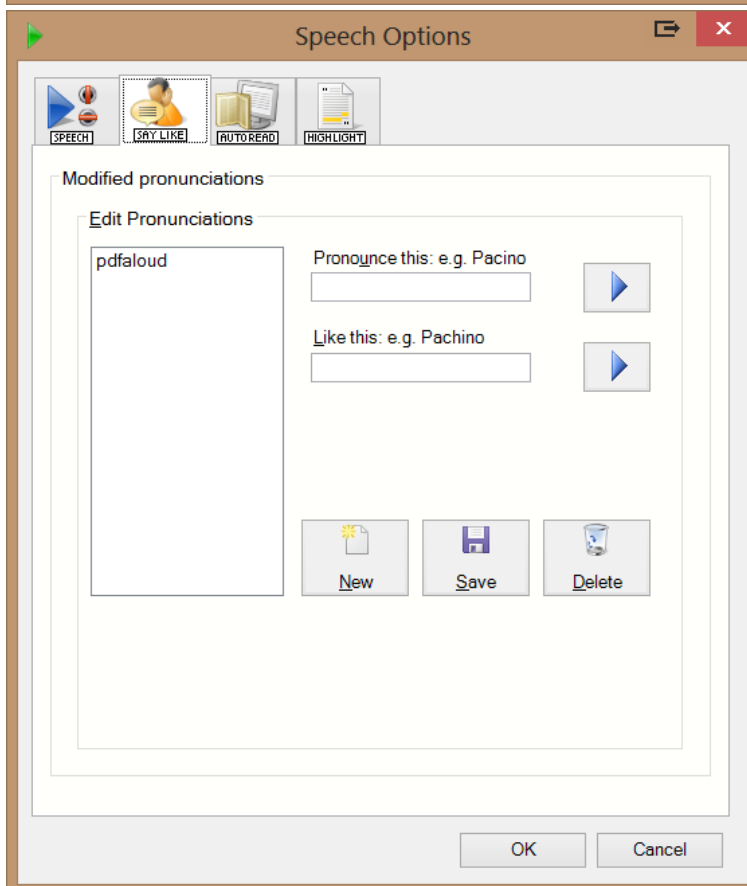 Speech Options
SPEECH
SAY LIKE
AUTOREAD
HIGHLIGHT
Modified pronunciations
Edit Pronunciations
pdfaloud
Pronounce this: e.g. Pacino
Like this: e.g. Pachino
New
Save
Delete
OK
Cancel